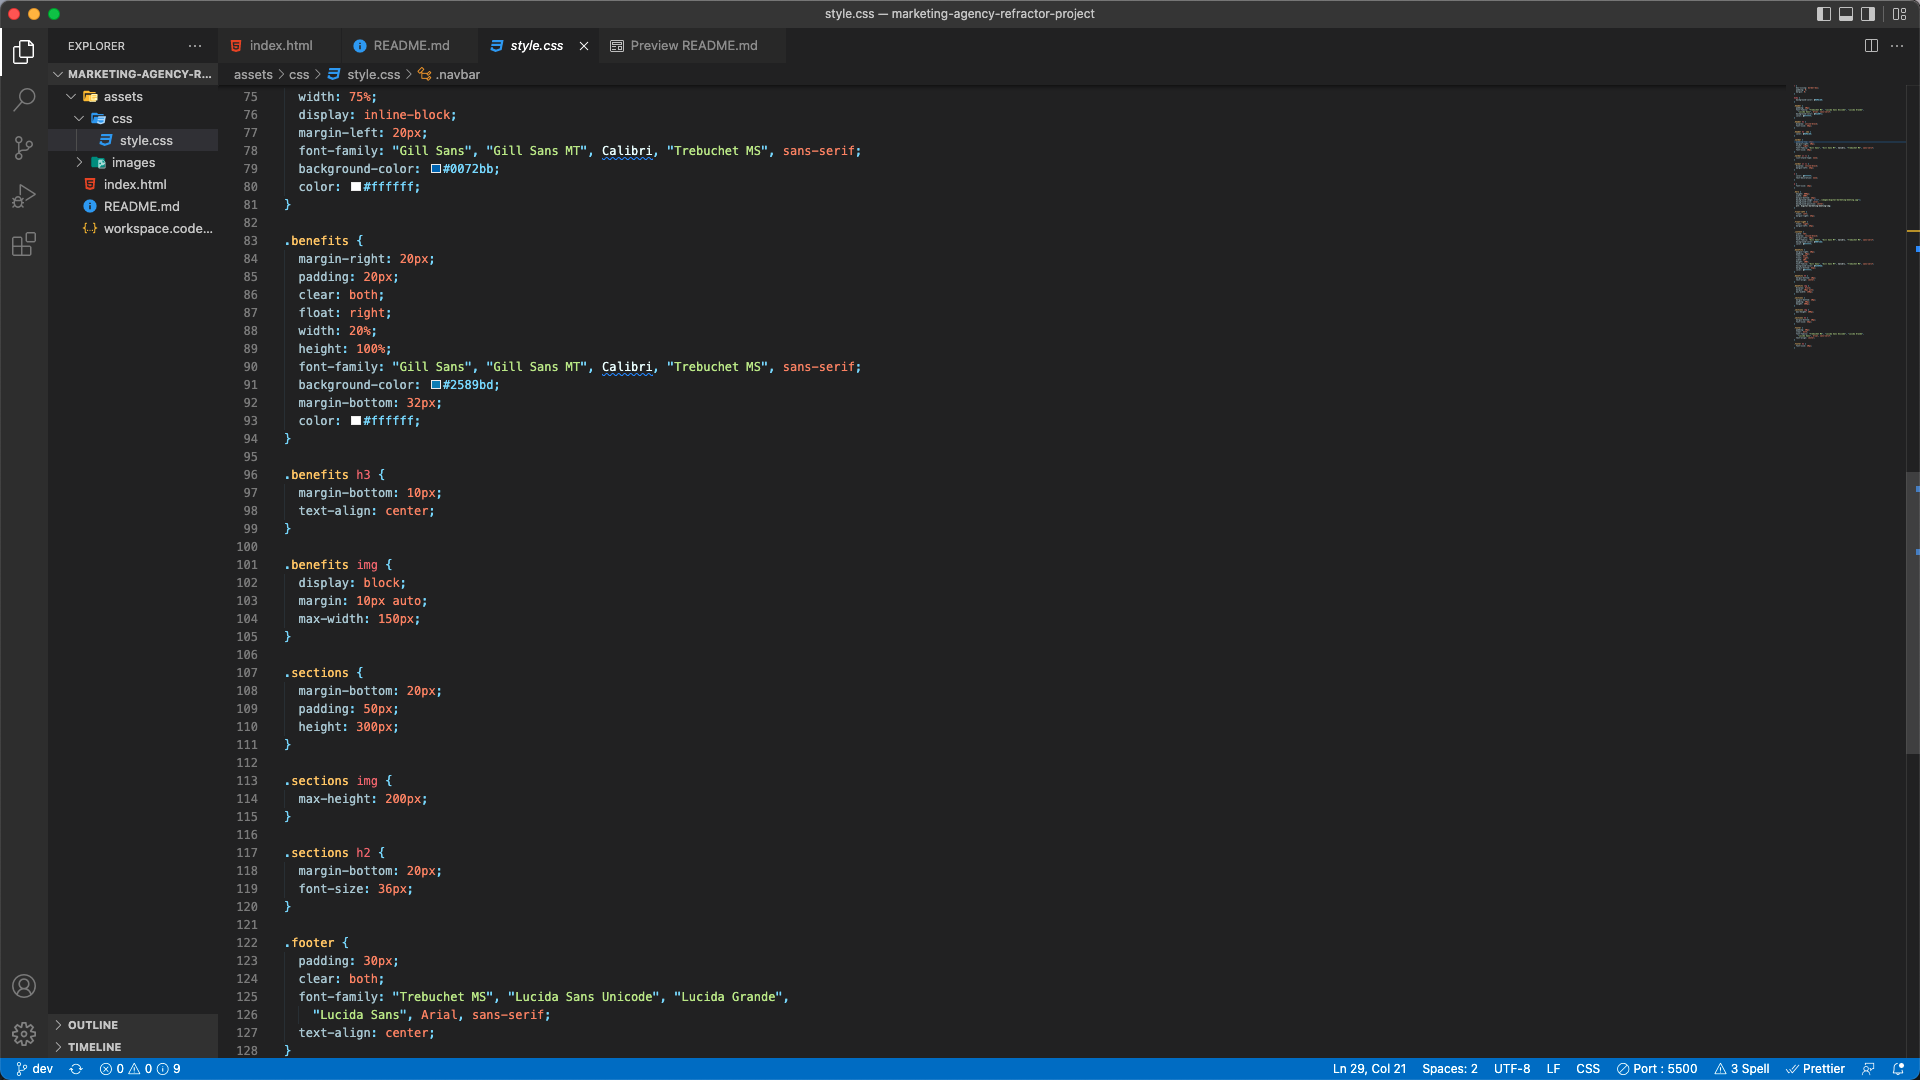 style.css — marketing-agency-refractor-project
EXPLORER
index.html
README.md
style.css
Preview README.md
MARKETING-AGENCY-R...
assets > css > style.css > .navbar
assets
css
style.css
images
index.html
README.md
workspace.code...
75 width: 75%;
76 display: inline-block;
77 margin-left: 20px;
78 font-family: "Gill Sans", "Gill Sans MT", Calibri, "Trebuchet MS", sans-serif;
79 background-color: #0072bb;
80 color: #ffffff;
81 }
82
83 .benefits {
84 margin-right: 20px;
85 padding: 20px;
86 clear: both;
87 float: right;
88 width: 20%;
89 height: 100%;
90 font-family: "Gill Sans", "Gill Sans MT", Calibri, "Trebuchet MS", sans-serif;
91 background-color: #2589bd;
92 margin-bottom: 32px;
93 color: #ffffff;
94 }
95
96 .benefits h3 {
97 margin-bottom: 10px;
98 text-align: center;
99 }
100
101 .benefits img {
102 display: block;
103 margin: 10px auto;
104 max-width: 150px;
105 }
106
107 .sections {
108 margin-bottom: 20px;
109 padding: 50px;
110 height: 300px;
111 }
112
113 .sections img {
114 max-height: 200px;
115 }
116
117 .sections h2 {
118 margin-bottom: 20px;
119 font-size: 36px;
120 }
121
122 .footer {
123 padding: 30px;
124 clear: both;
125 font-family: "Trebuchet MS", "Lucida Sans Unicode", "Lucida Grande",
126 "Lucida Sans", Arial, sans-serif;
127 text-align: center;
128 }
OUTLINE
TIMELINE
dev 0 0 9 Ln 29, Col 21 Spaces: 2 UTF-8 LF CSS Port : 5500 3 Spell Prettier